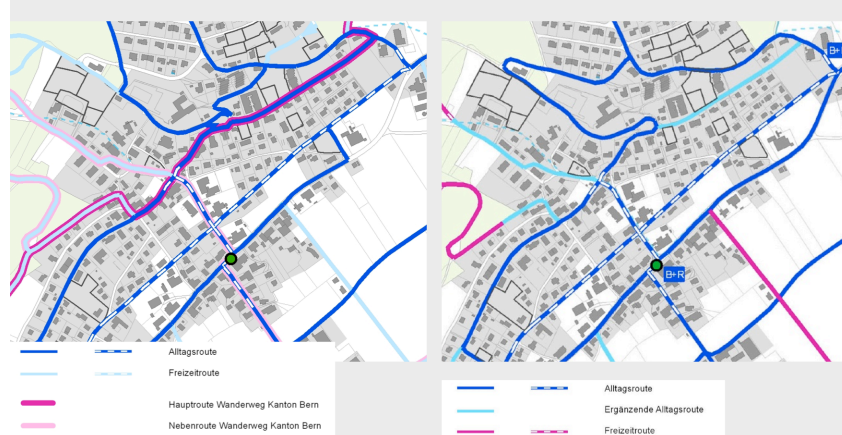 B+R
B+R
Alltagsroute
Freizeitroute
Hauptroute Wanderweg Kanton Bern
Nebenroute Wanderweg Kanton Bern
Alltagsroute
Ergänzende Alltagsroute
Freizeitroute